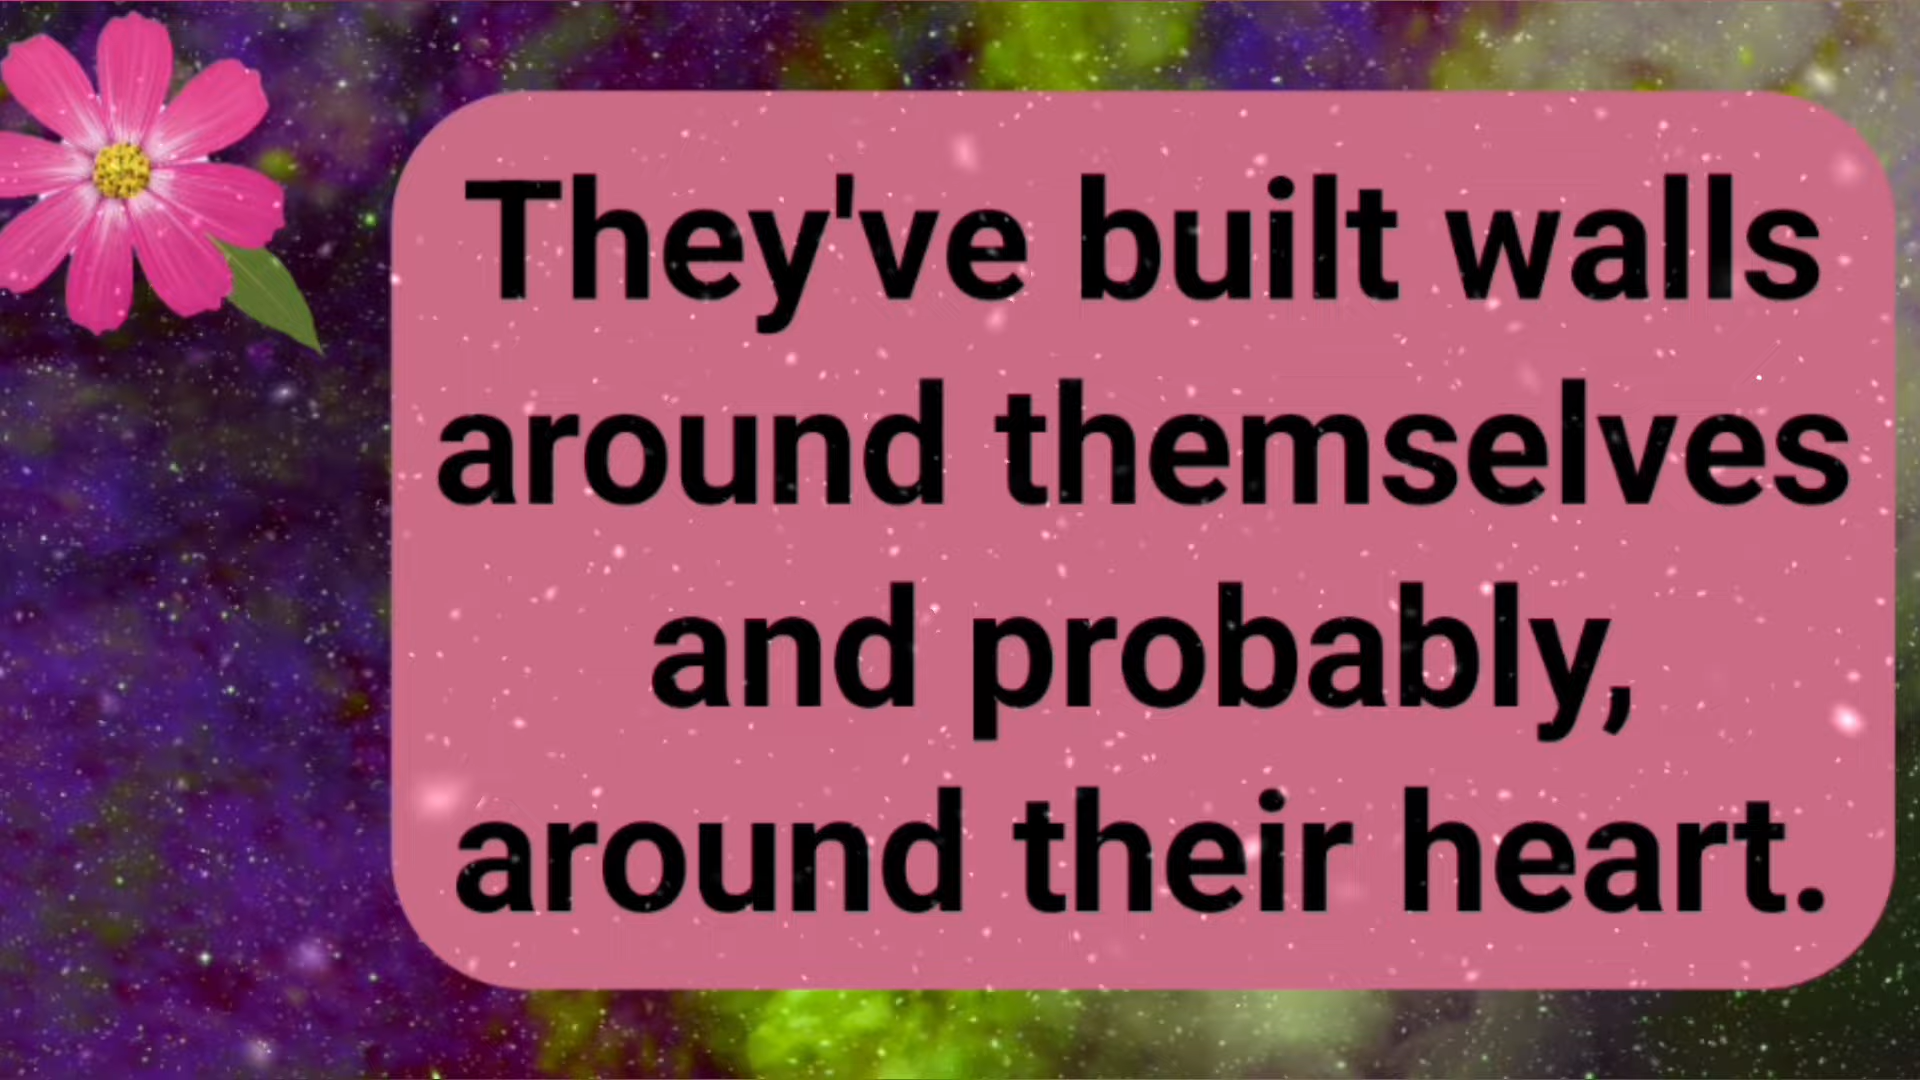 They've built walls
around themselves
and probably,
around their heart.